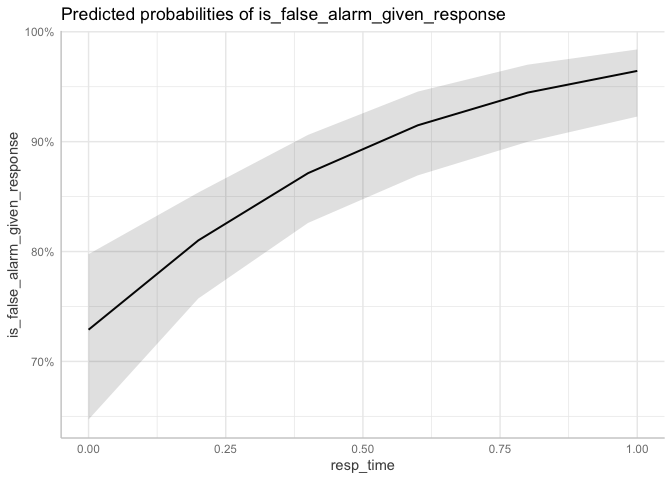 Predicted probabilities of is_false_alarm_given_response
100%
90%
80%
70%
is_false_alarm_given_response
0.00 0.25 0.50 0.75 1.00
resp_time